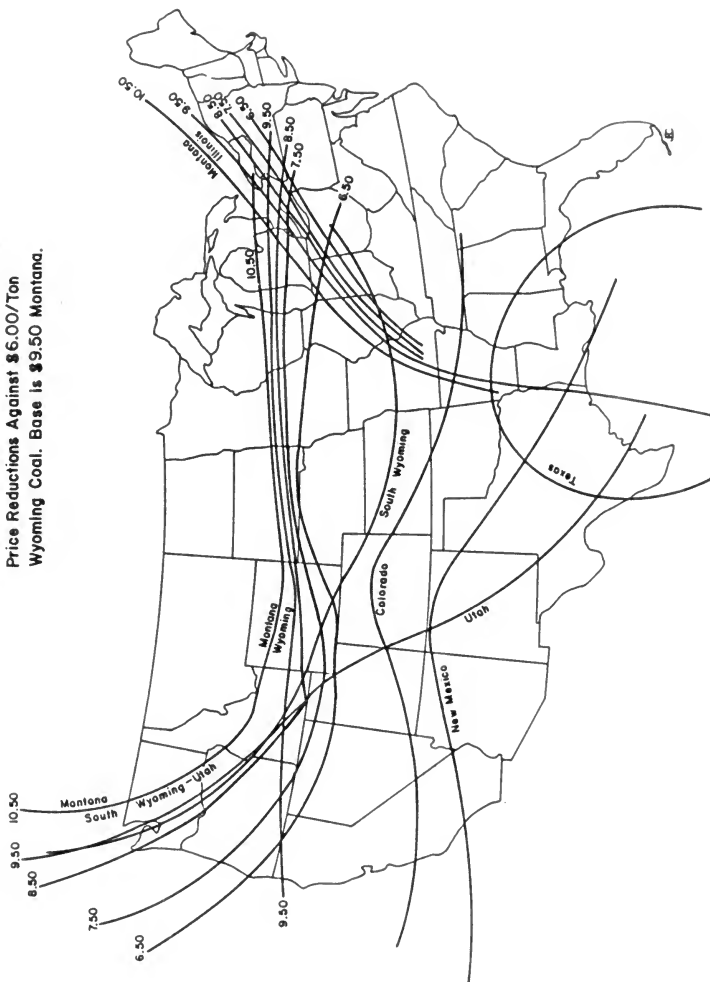 Price Reductions Against $6.00/Ton
Wyoming Coal. Base is $9.50 Montana.
10.50
9.50
8.50
7.50
6.50
9.50
8.50
7.50
6.50
Montana
Illinois
10.50
10.50
9.50
8.50
7.50
6.50
9.50
Montana
South Wyoming-Utah
Montana
Wyoming
South Wyoming
Colorado
Utah
New Mexico
Texas